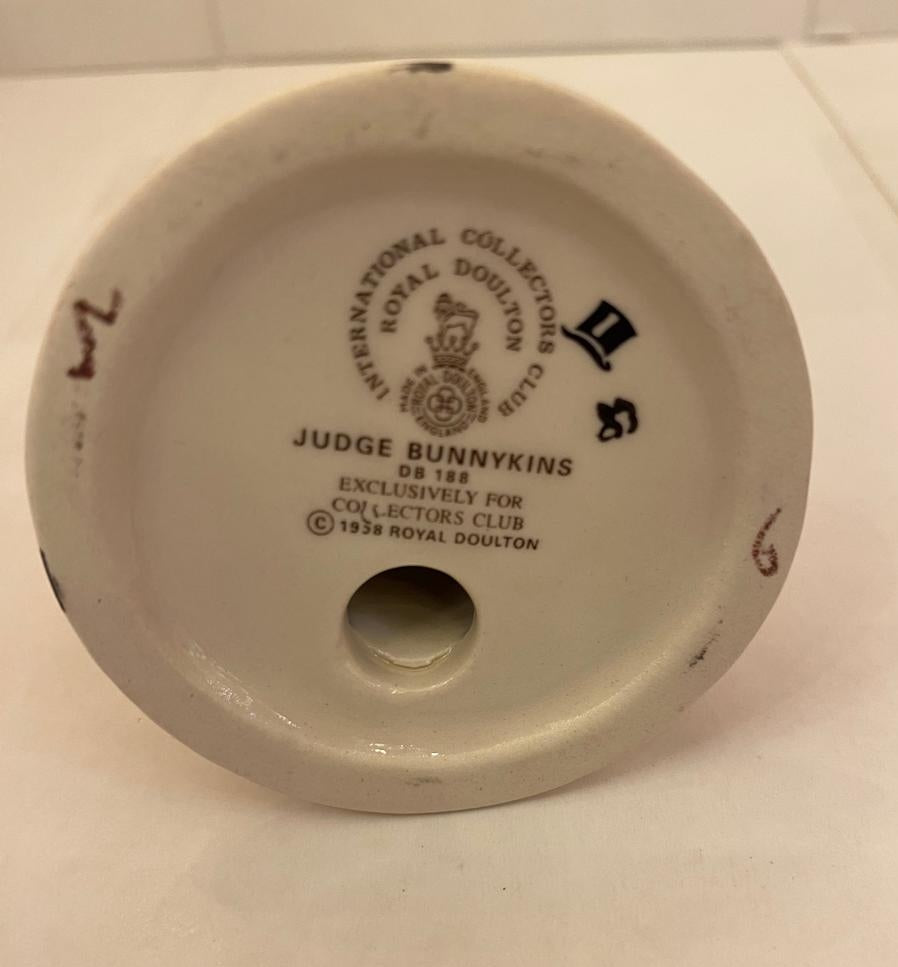 INTERNATIONAL COLLECTORS CLUB
ROYAL DOULTON
MADE IN ENGLAND
ROYAL DOULTON
ENGLAND
JUDGE BUNNYKINS
DB 188
EXCLUSIVELY FOR
COLLECTORS CLUB
© 1998 ROYAL DOULTON